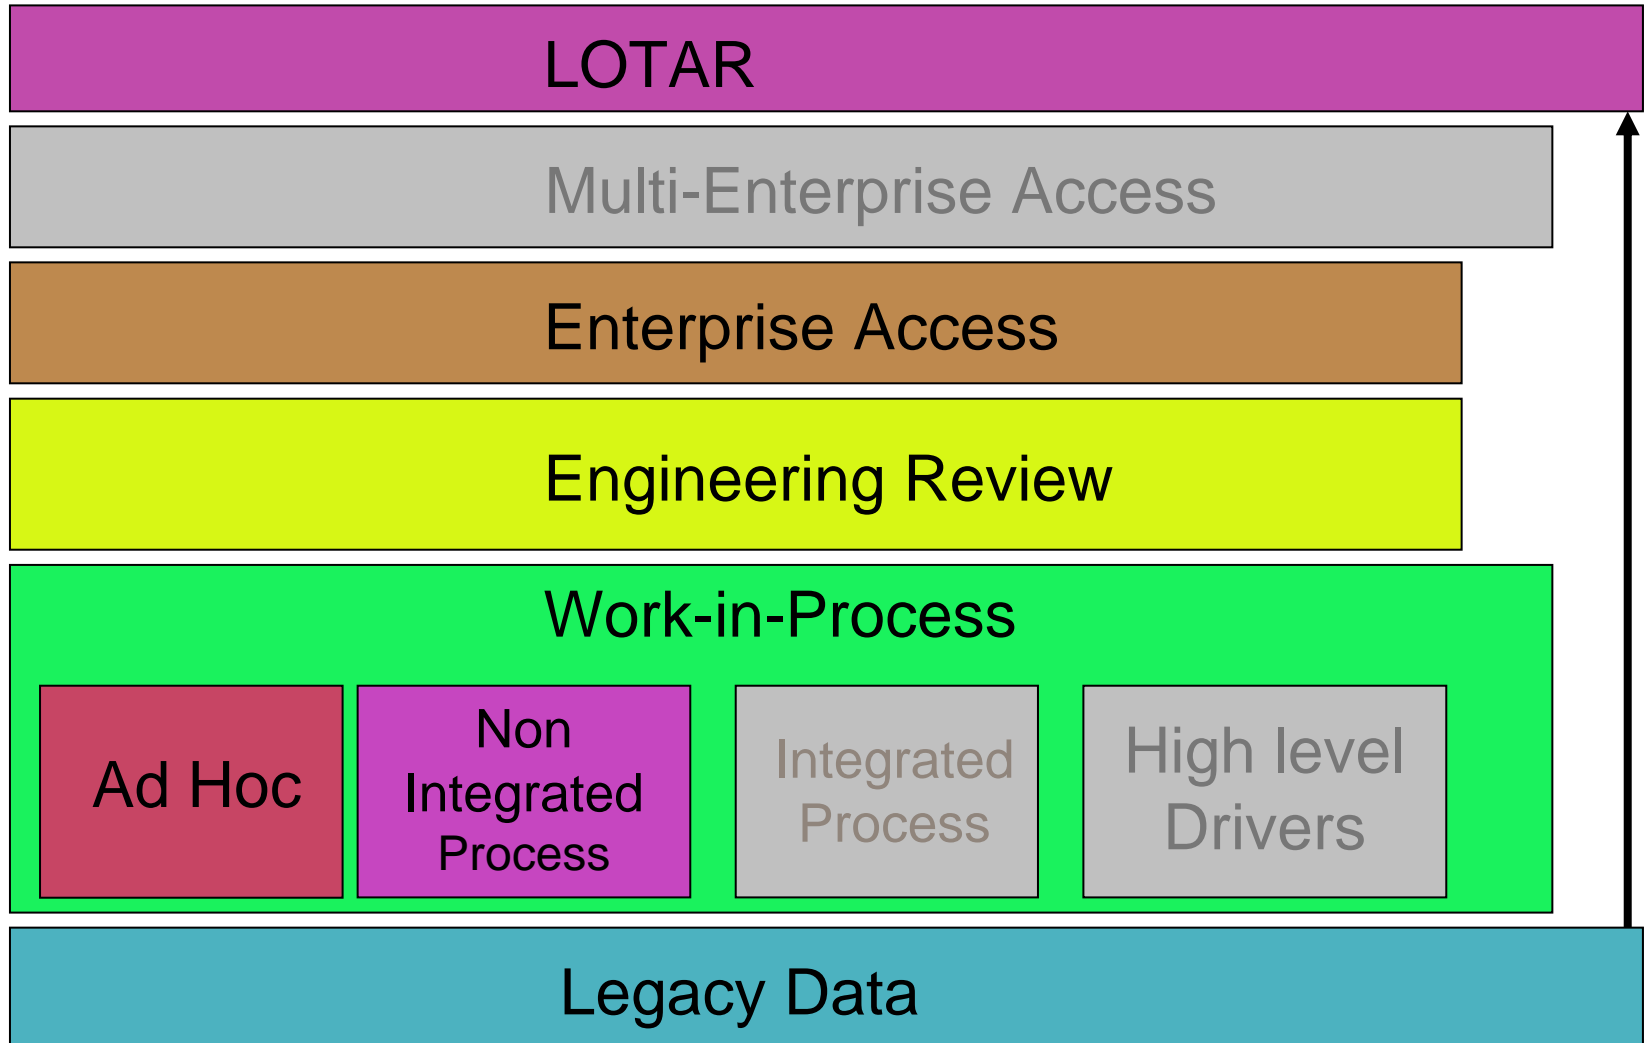 LOTAR
Multi-Enterprise Access
Enterprise Access
Engineering Review
Work-in-Process
Ad Hoc
Non
Integrated
Process
Integrated
Process
High level
Drivers
Legacy Data